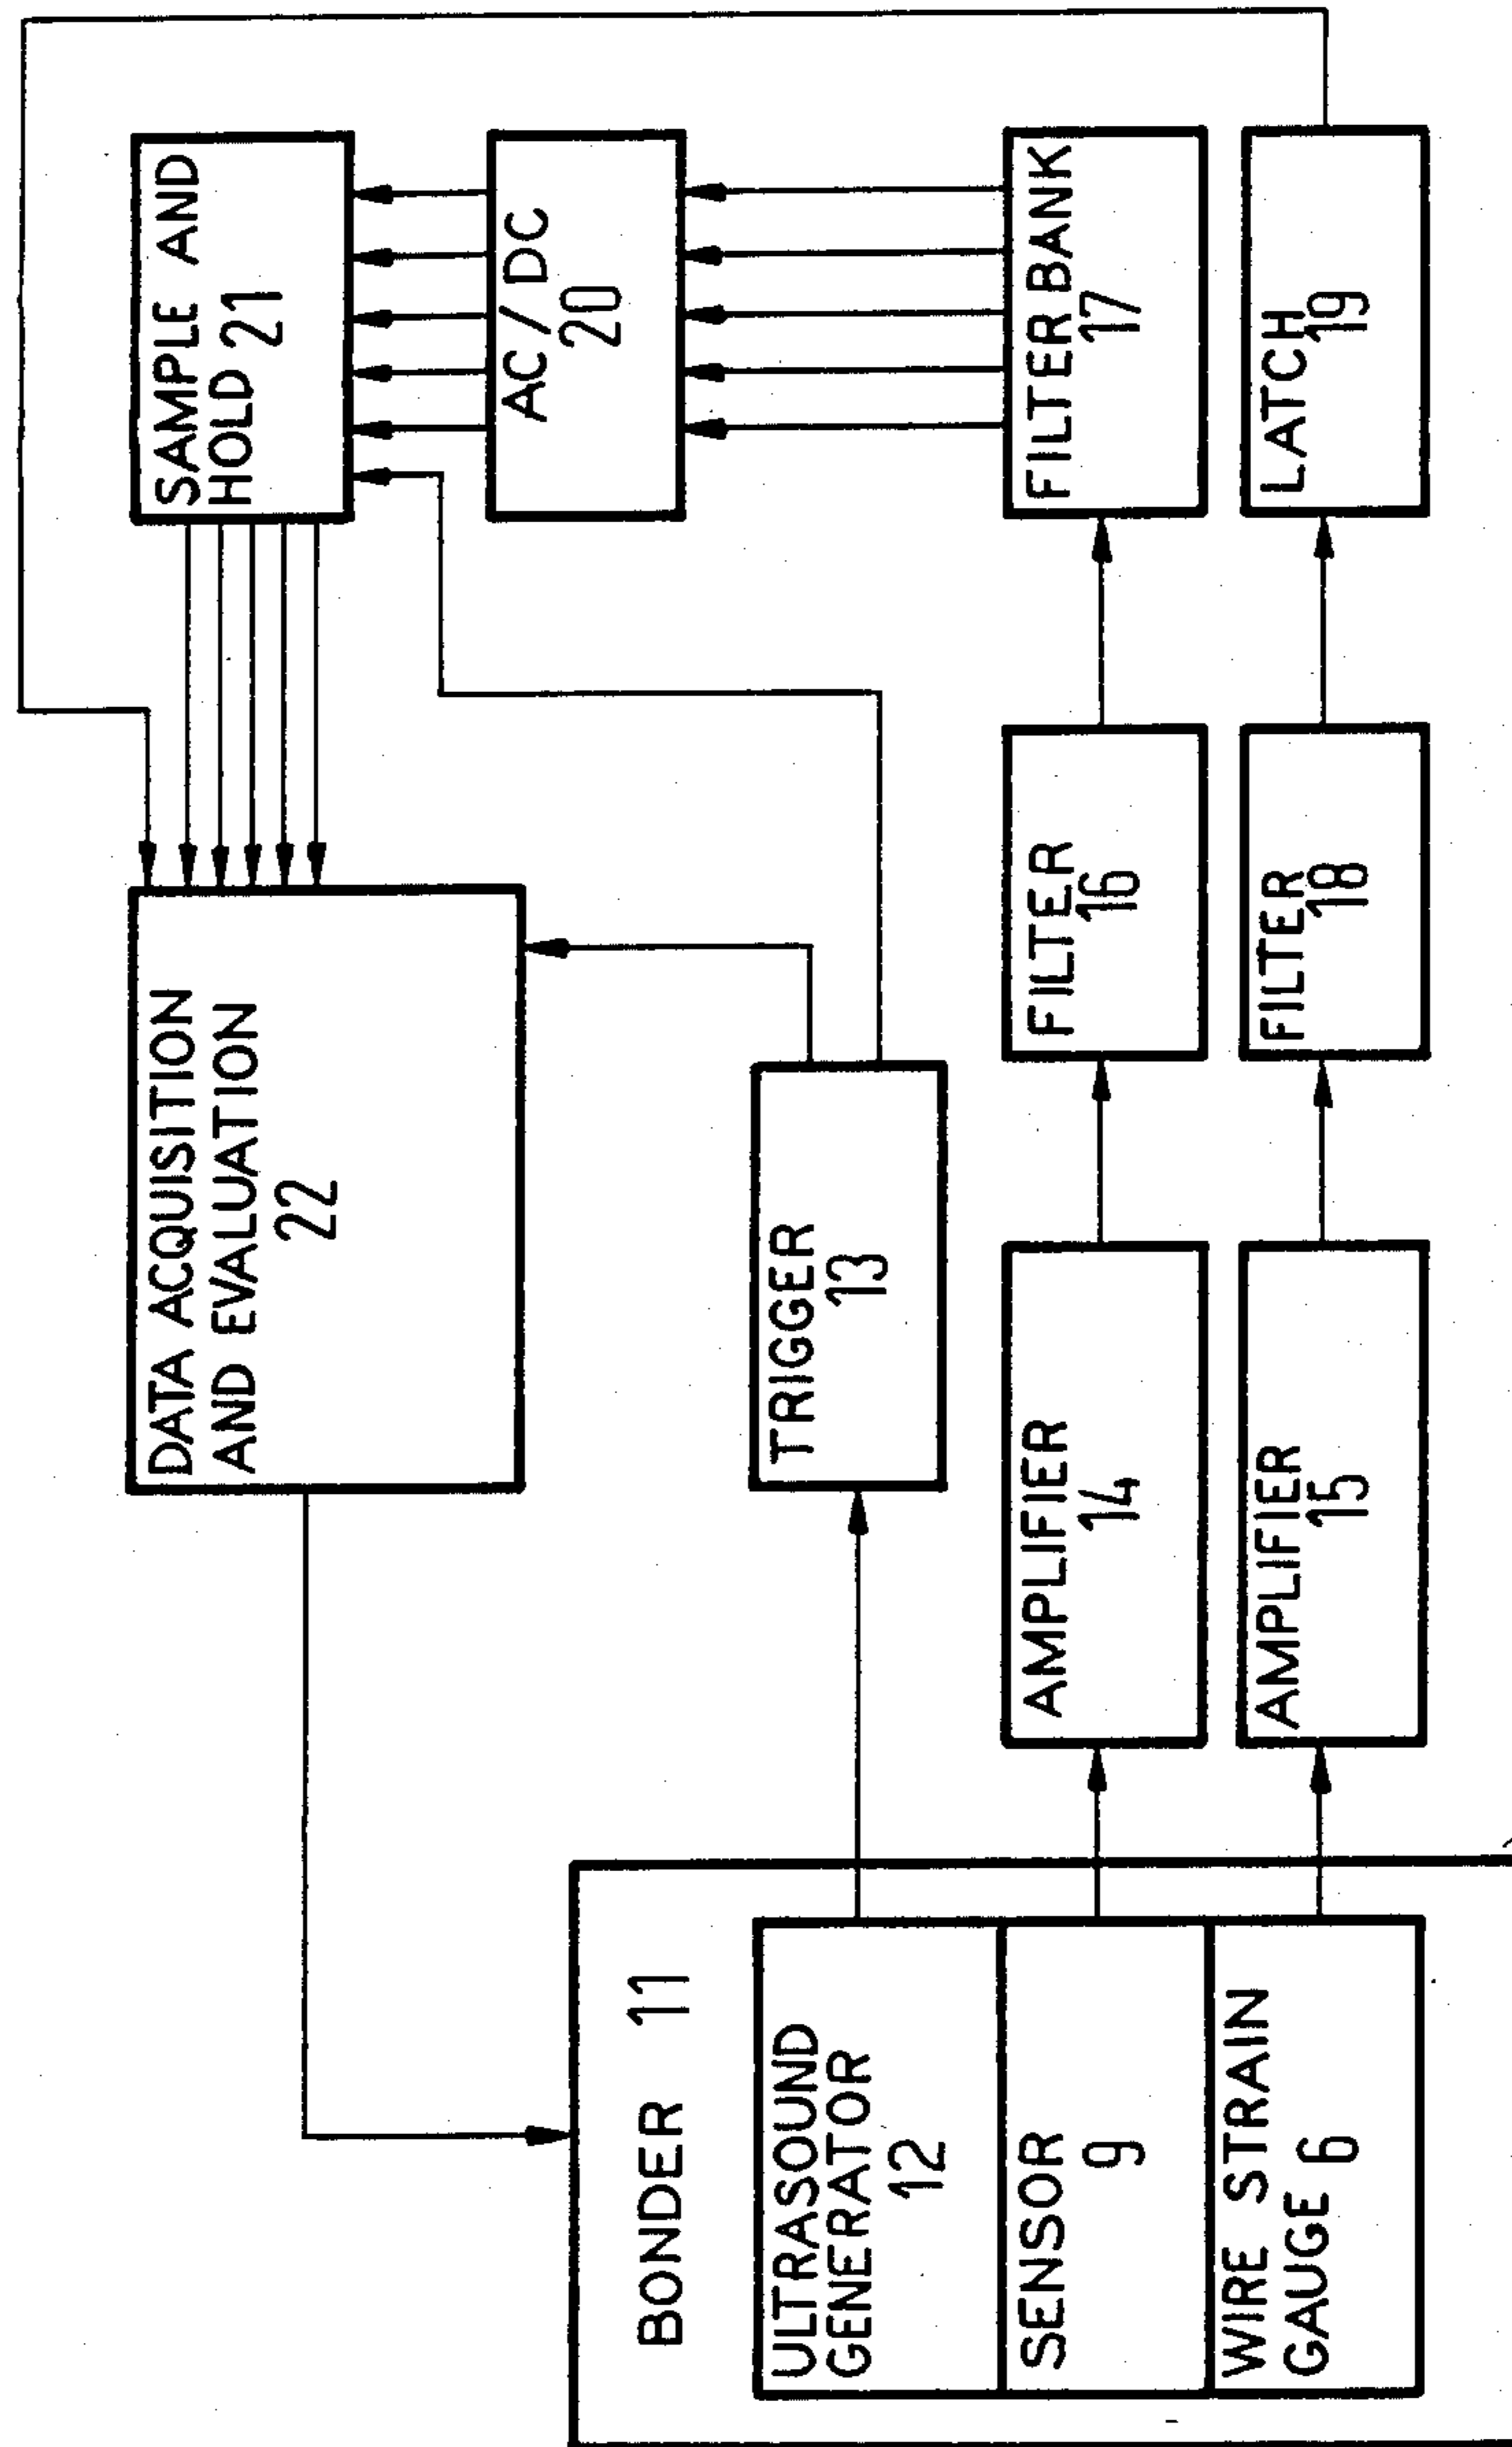 DATA ACQUISITION
AND EVALUATION
22
SAMPLE AND
HOLD 21
AC/DC
20
BONDER 11
TRIGGER
13
ULTRASOUND
GENERATOR
12
SENSOR
9
WIRE STRAIN
GAUGE 6
AMPLIFIER
14
FILTER
16
FILTER BANK
17
AMPLIFIER
15
FILTER
18
LATCH
19